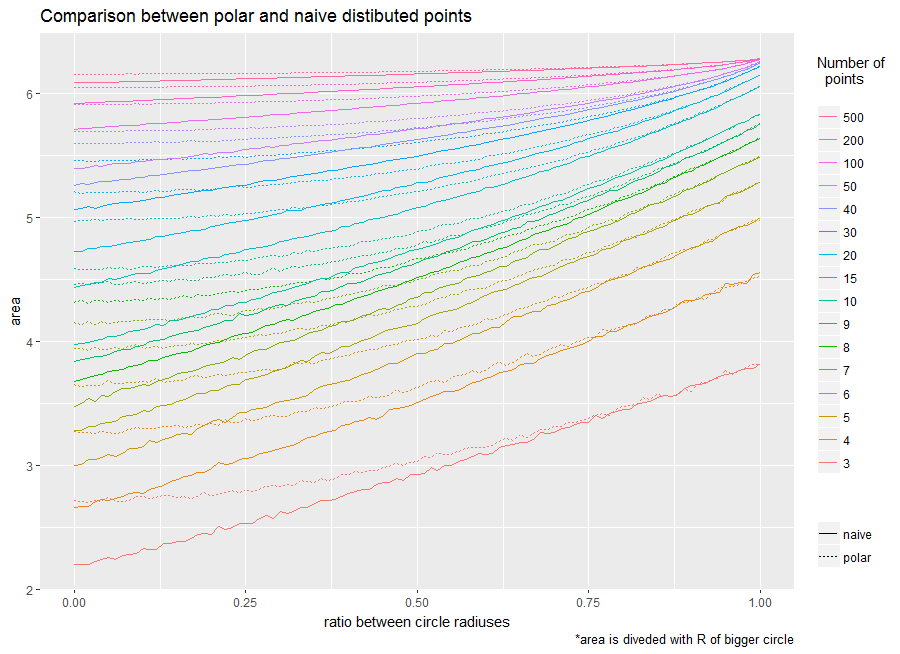 Comparison between polar and naive distibuted points
area
6
5
4
3
2
0.00 0.25 0.50 0.75 1.00
ratio between circle radiuses
*area is diveded with R of bigger circle
Number of
points
500
200
100
50
40
30
20
15
10
9
8
7
6
5
4
3
naive
polar